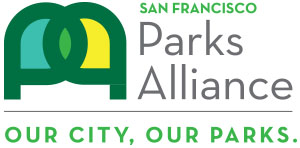 SAN FRANCISCO
Parks
Alliance
OUR CITY, OUR PARKS.